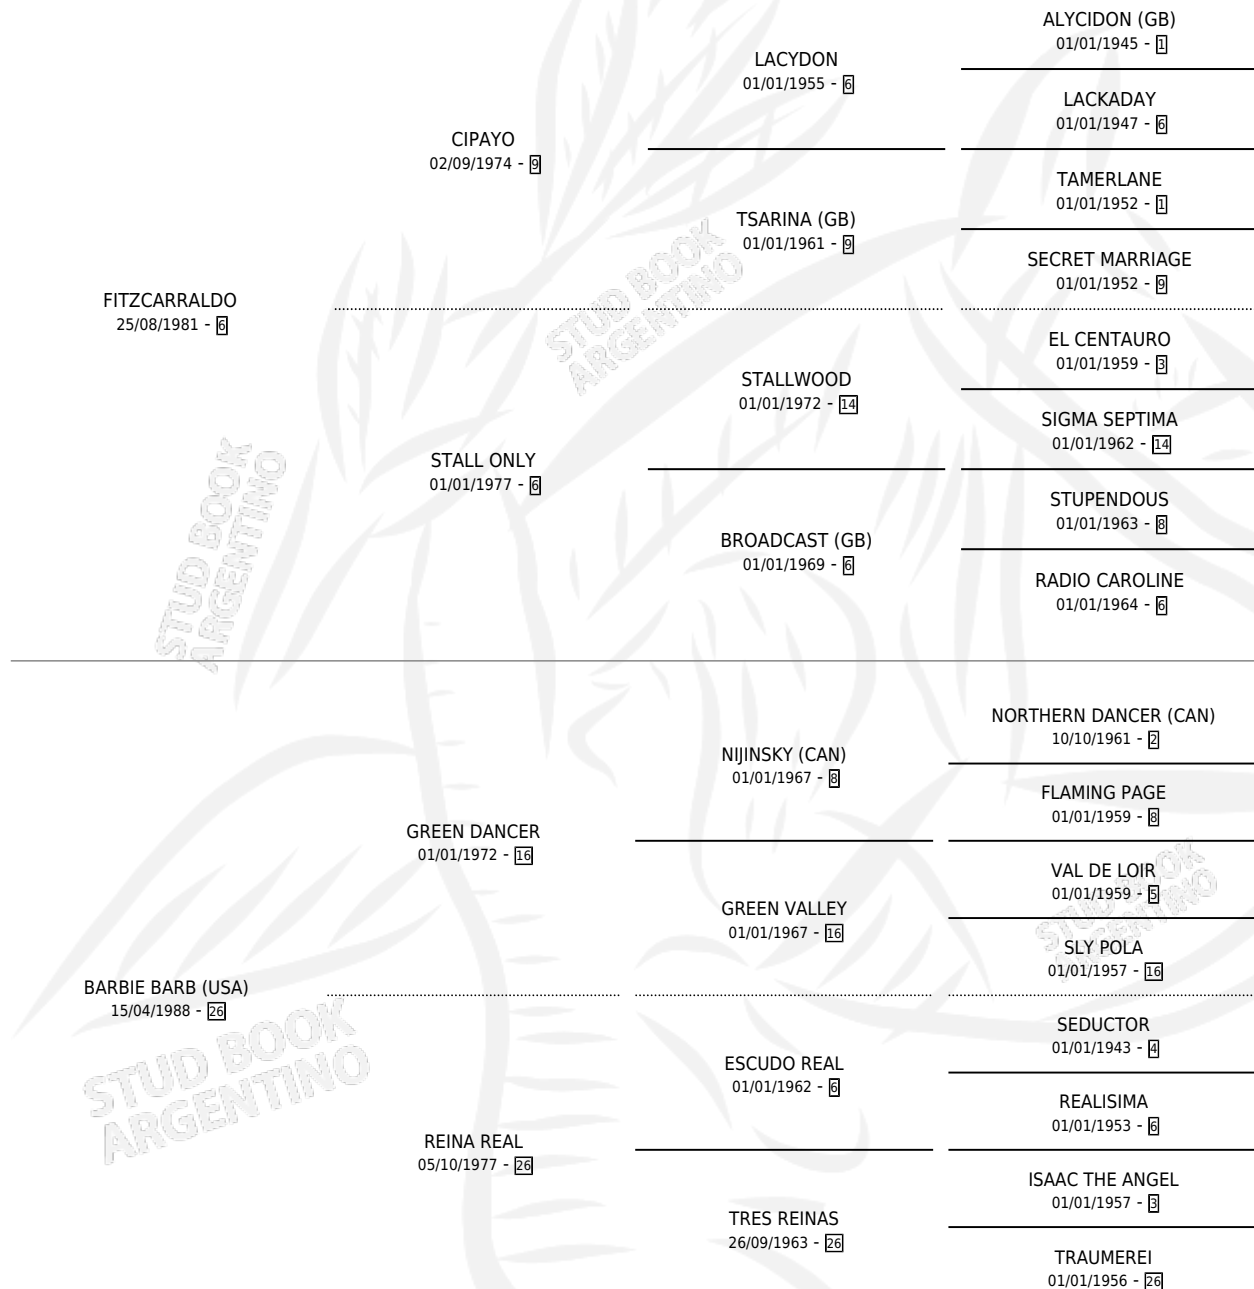 ALYCIDON (GB)
01/01/1945 - 1
LACYDON
01/01/1955 - 6
LACKADAY
01/01/1947 - 6
CIPAYO
02/09/1974 - 9
TAMERLANE
01/01/1952 - 1
TSARINA (GB)
01/01/1961 - 9
SECRET MARRIAGE
01/01/1952 - 9
FITZCARRALDO
25/08/1981 - 6
EL CENTAURO
01/01/1959 - 3
STALLWOOD
01/01/1972 - 14
SIGMA SEPTIMA
01/01/1962 - 14
STALL ONLY
01/01/1977 - 6
STUPENDOUS
01/01/1963 - 8
BROADCAST (GB)
01/01/1969 - 6
RADIO CAROLINE
01/01/1964 - 6
STUD BOOK
ARGENTINO
STUD BOOK
ARGENTINO
NORTHERN DANCER (CAN)
10/10/1961 - 2
NIJINSKY (CAN)
01/01/1967 - 8
FLAMING PAGE
01/01/1959 - 8
GREEN DANCER
01/01/1972 - 16
VAL DE LOIR
01/01/1959 - 5
GREEN VALLEY
01/01/1967 - 16
SLY POLA
01/01/1957 - 16
BARBIE BARB (USA)
15/04/1988 - 26
SEDUCTOR
01/01/1943 - 4
ESCUDO REAL
01/01/1962 - 6
REALISIMA
01/01/1953 - 6
REINA REAL
05/10/1977 - 26
ISAAC THE ANGEL
01/01/1957 - 3
TRES REINAS
26/09/1963 - 26
TRAUMEREI
01/01/1956 - 26
STUD BOOK
ARGENTINO
STUD BOOK
ARGENTINO